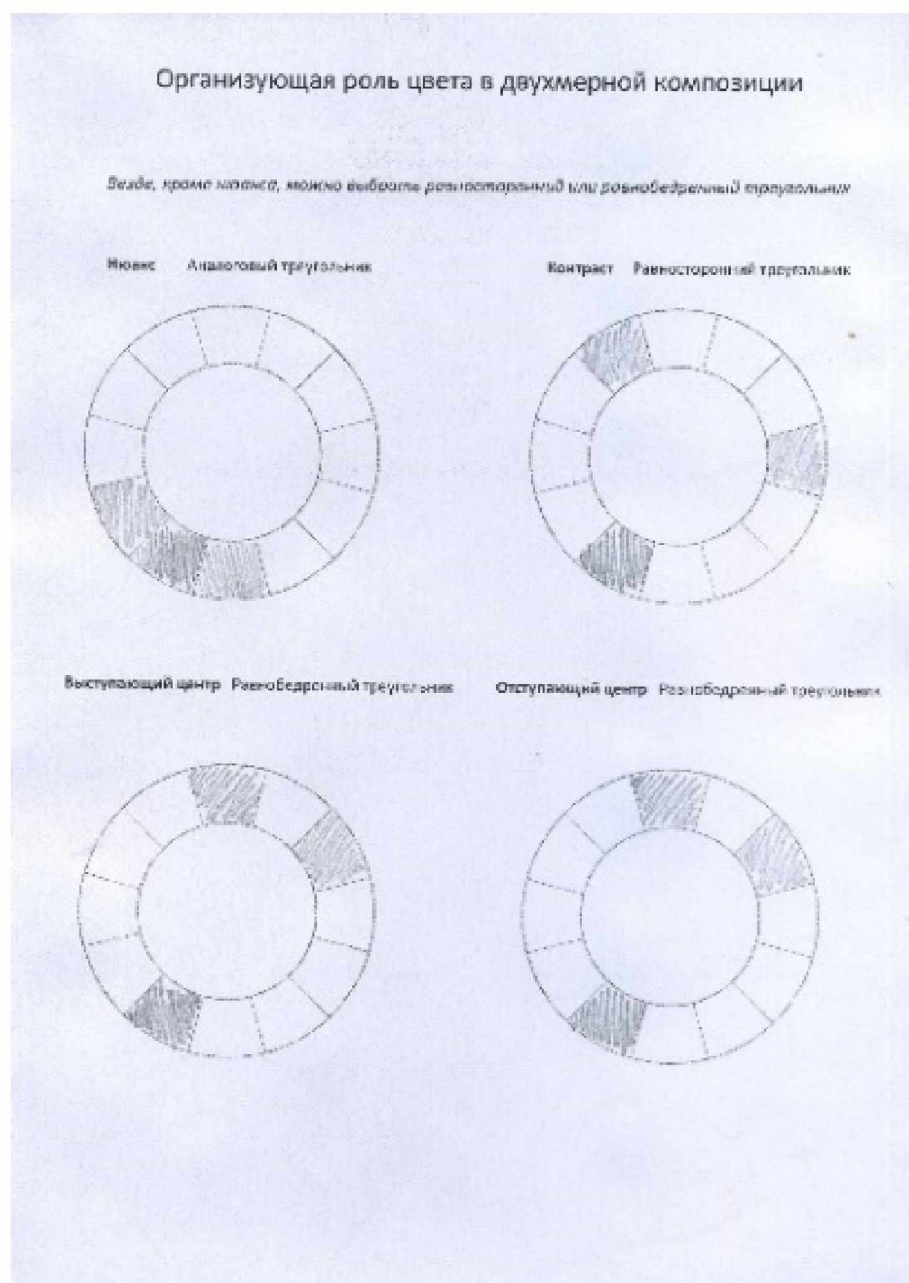 Организующая роль цвета в двухмерной композиции
Везде, кроме нюанса, можно выбрать равносторонний или равнобедренный треугольник
Нюанс Аналоговый треугольник
Контраст Равносторонний треугольник
Выступающий центр Равнобедренный треугольник
Отступающий центр Равнобедренный треугольник